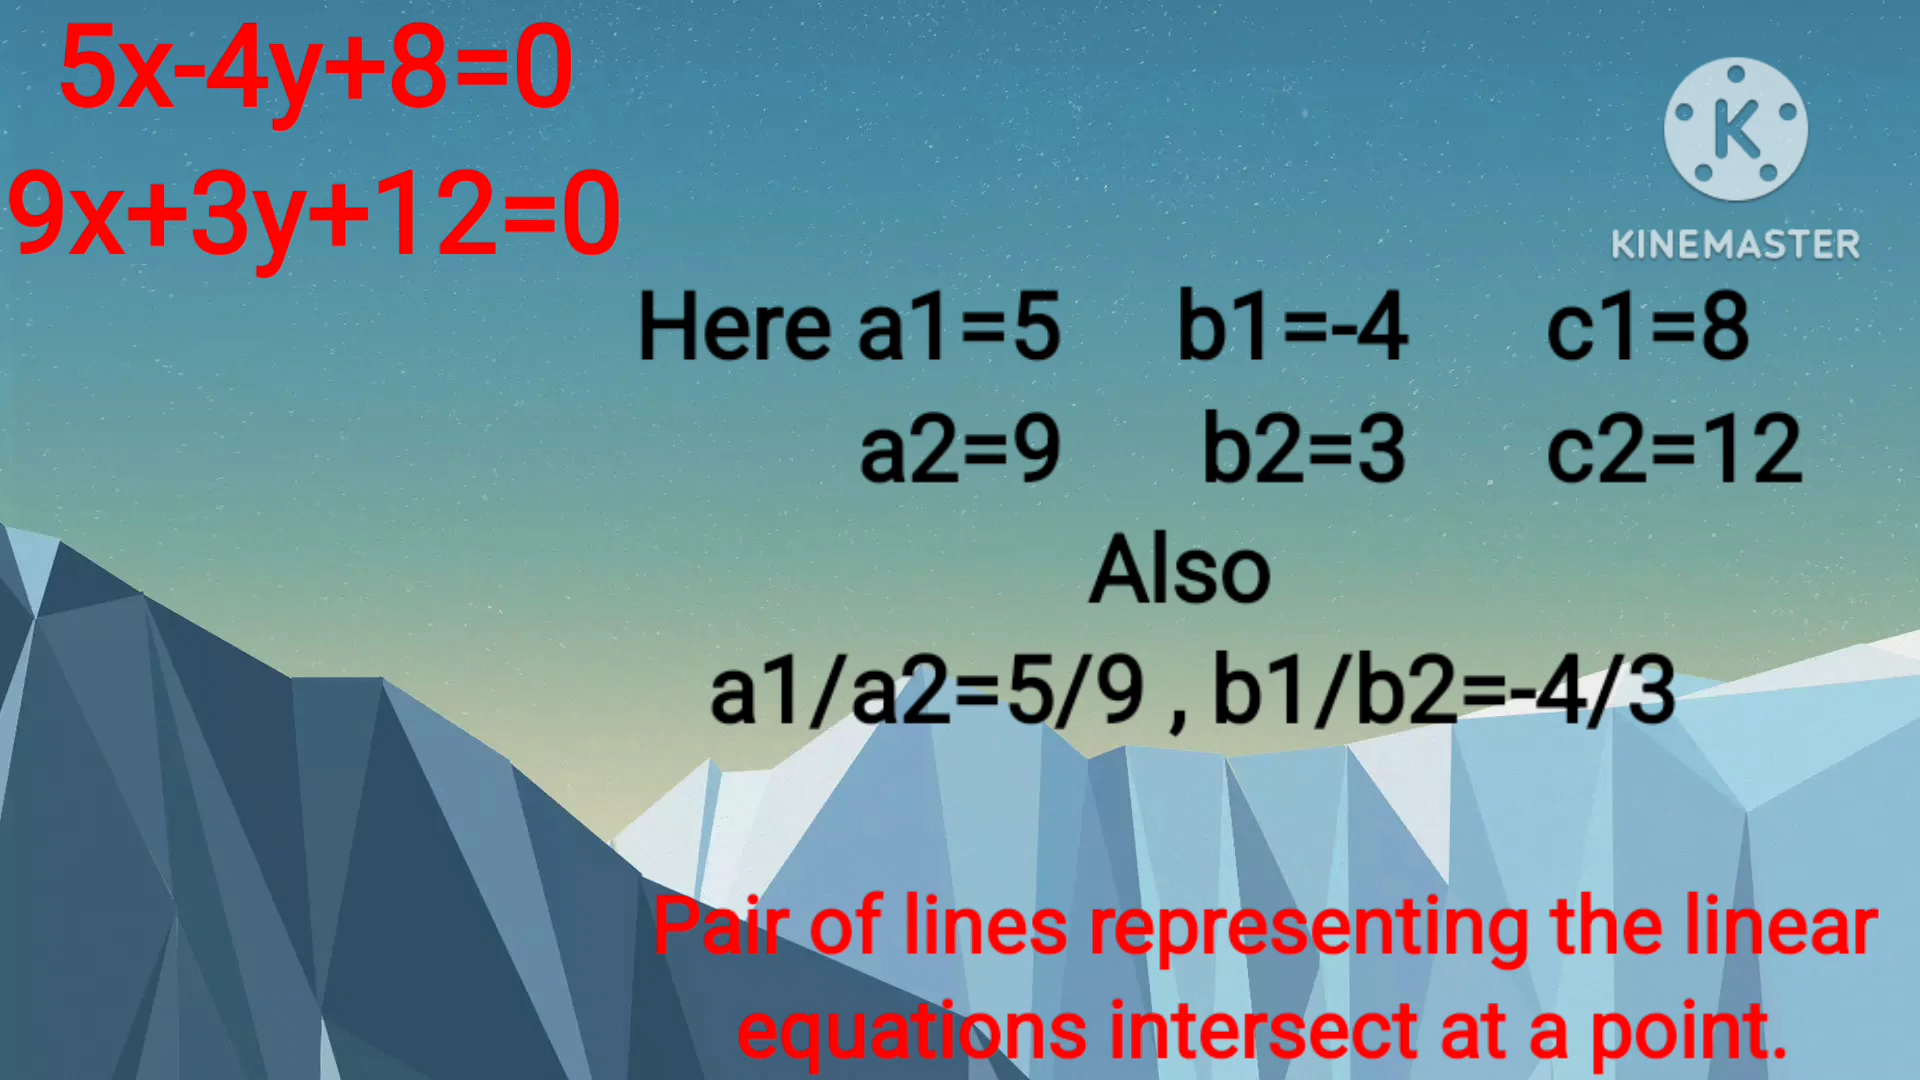 5x-4y+8=0
9x+3y+12=0
K
KINEMASTER
Here a1=5 b1=-4 c1=8
a2=9 b2=3 c2=12
Also
a1/a2=5/9 , b1/b2=-4/3
Pair of lines representing the linear
equations intersect at a point.